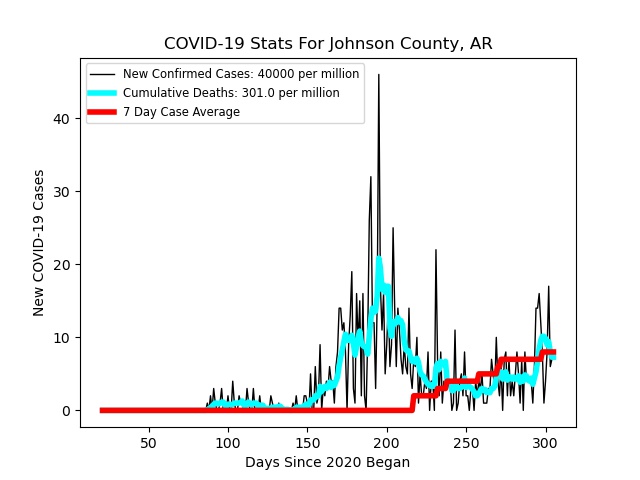 COVID-19 Stats For Johnson County, AR
New Confirmed Cases: 40000 per million
Cumulative Deaths: 301.0 per million
7 Day Case Average
New COVID-19 Cases
40
30
20
10
0
50 100 150 200 250 300
Days Since 2020 Began